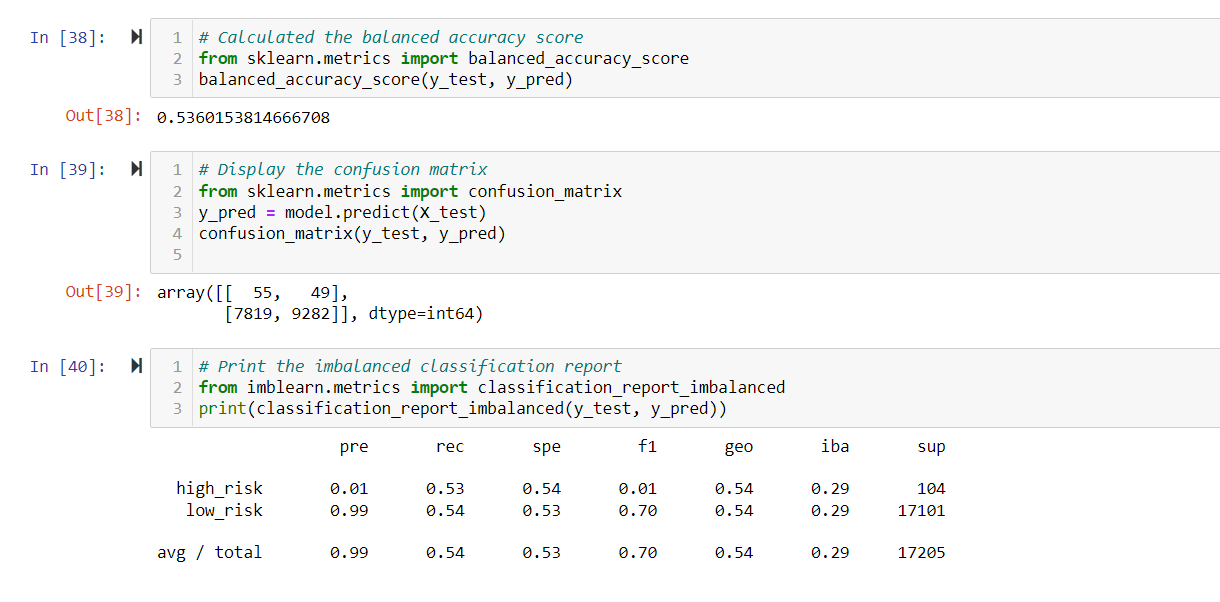 In [38]:
1 # Calculated the balanced accuracy score
2 from sklearn.metrics import balanced_accuracy_score
3 balanced_accuracy_score(y_test, y_pred)
Out[38]: 0.5360153814666708
In [39]:
1 # Display the confusion matrix
2 from sklearn.metrics import confusion_matrix
3 y_pred = model.predict(X_test)
4 confusion_matrix(y_test, y_pred)
5
Out[39]: array([[  55,   49],
       [7819, 9282]], dtype=int64)
In [40]:
1 # Print the imbalanced classification report
2 from imblearn.metrics import classification_report_imbalanced
3 print(classification_report_imbalanced(y_test, y_pred))
pre rec spe f1 geo iba sup
high_risk 0.01 0.53 0.54 0.01 0.54 0.29 104
low_risk 0.99 0.54 0.53 0.70 0.54 0.29 17101
avg / total 0.99 0.54 0.53 0.70 0.54 0.29 17205